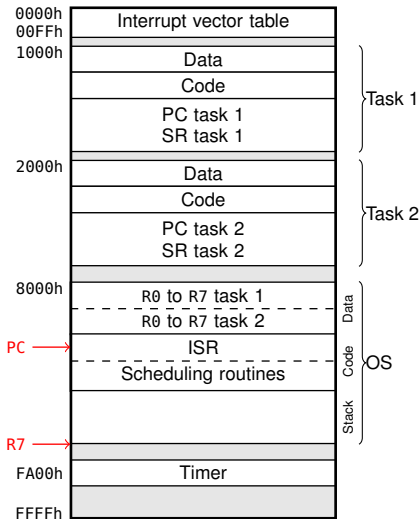 0000h
Interrupt vector table
00FFh
1000h
Data
Code
PC task 1
SR task 1
Task 1
2000h
Data
Code
PC task 2
SR task 2
Task 2
8000h
R0 to R7 task 1
R0 to R7 task 2
Data
PC
ISR
Scheduling routines
Code
OS
Stack
R7
FA00h
Timer
FFFFh